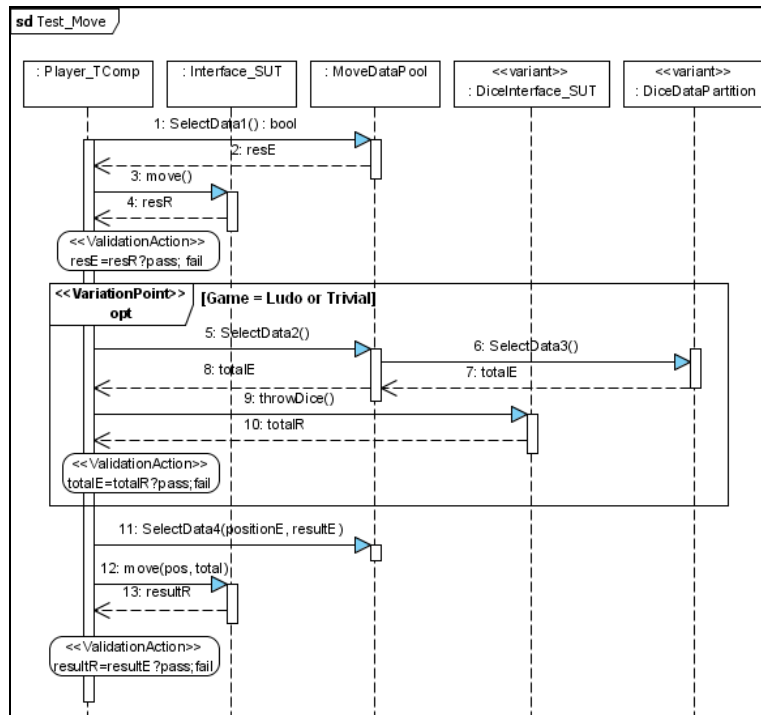 sd Test_Move
: Player_TComp
: Interface_SUT
: MoveDataPool
<<variant>>
: DiceInterface_SUT
<<variant>>
: DiceDataPartition
1: SelectData1() : bool
2: resE
3: move()
4: resR
<<ValidationAction>>
resE=resR?pass; fail
<<VariationPoint>>
opt
[Game = Ludo or Trivial]
5: SelectData2()
6: SelectData3()
7: totalE
8: totalE
9: throwDice()
10: totalR
<<ValidationAction>>
totalE=totalR?pass;fail
11: SelectData4(positionE, resultE)
12: move(pos, total)
13: resultR
<<ValidationAction>>
resultR=resultE?pass;fail